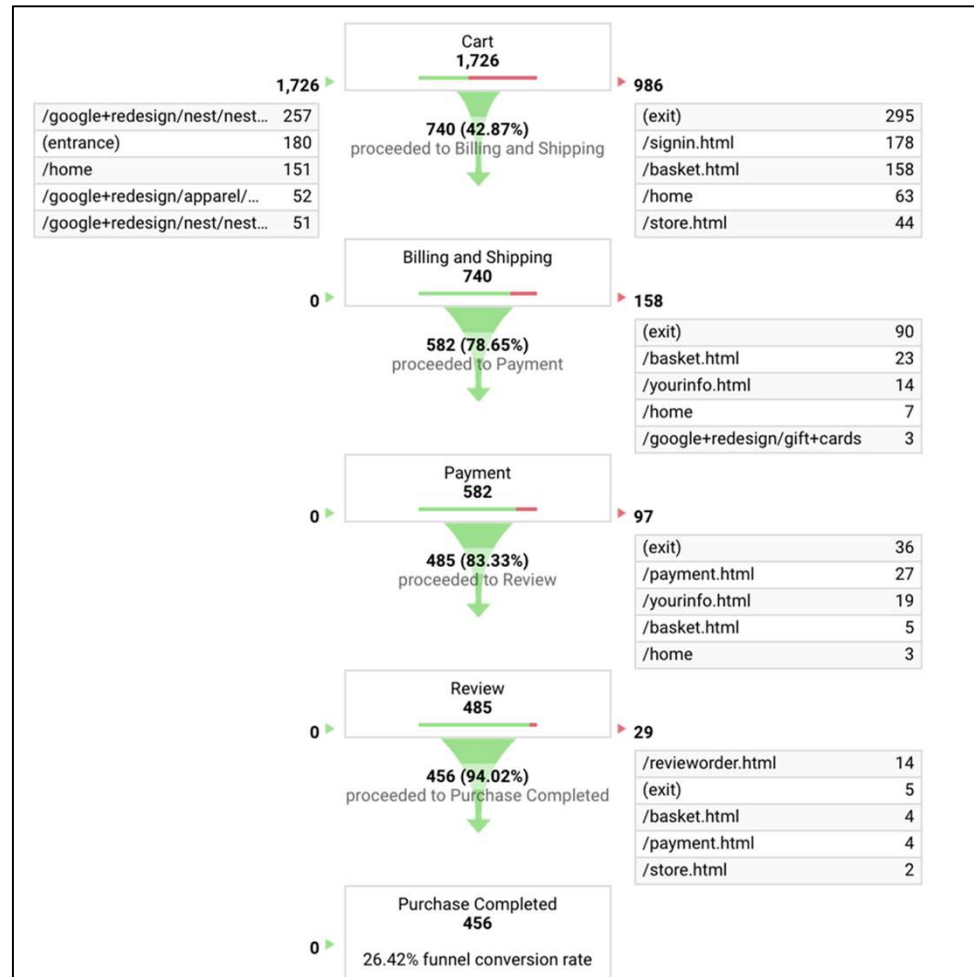 Cart
1,726
1,726
986
/google+redesign/nest/nest... 257
(entrance) 180
/home 151
/google+redesign/apparel/... 52
/google+redesign/nest/nest... 51
740 (42.87%)
proceeded to Billing and Shipping
(exit) 295
/signin.html 178
/basket.html 158
/home 63
/store.html 44
Billing and Shipping
740
0
158
582 (78.65%)
proceeded to Payment
(exit) 90
/basket.html 23
/yourinfo.html 14
/home 7
/google+redesign/gift+cards 3
Payment
582
0
97
485 (83.33%)
proceeded to Review
(exit) 36
/payment.html 27
/yourinfo.html 19
/basket.html 5
/home 3
Review
485
0
29
456 (94.02%)
proceeded to Purchase Completed
/revieworder.html 14
(exit) 5
/basket.html 4
/payment.html 4
/store.html 2
Purchase Completed
456
0
26.42% funnel conversion rate